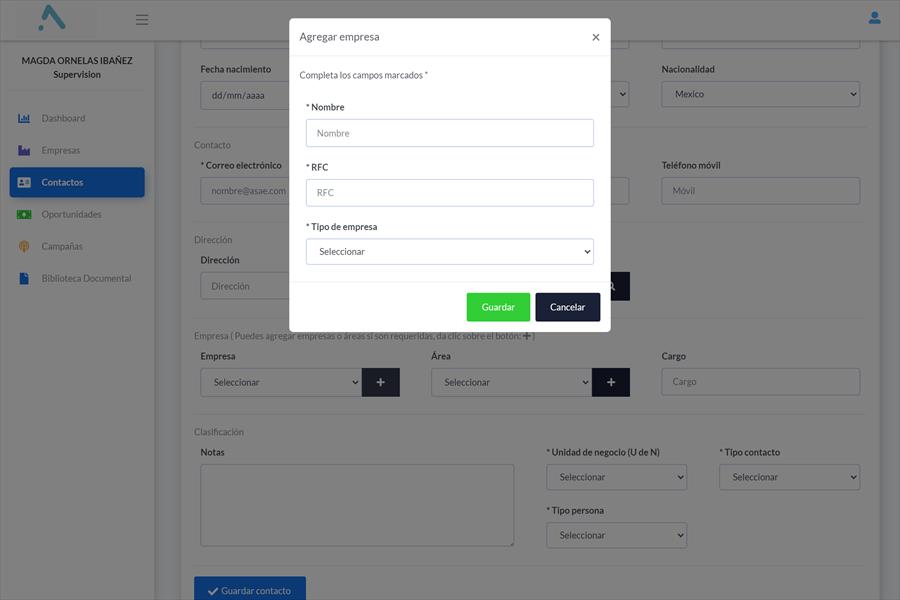 MAGDA ORNELAS IBAÑEZ
Supervision
Dashboard
Empresas
Contactos
Oportunidades
Campañas
Biblioteca Documental
Agregar empresa
×
Completa los campos marcados *
* Nombre
Nombre
* RFC
RFC
* Tipo de empresa
Seleccionar
Guardar
Cancelar
Fecha nacimiento
dd/mm/aaaa
Nacionalidad
Mexico
Contacto
* Correo electrónico
nombre@asae.com
Teléfono móvil
Móvil
Dirección
Dirección
Dirección
Empresa ( Puedes agregar empresas o áreas si son requeridas, da clic sobre el botón: + )
Empresa
Seleccionar
Área
Seleccionar
Cargo
Cargo
Clasificación
Notas
* Unidad de negocio (U de N)
Seleccionar
* Tipo contacto
Seleccionar
* Tipo persona
Seleccionar
Guardar contacto